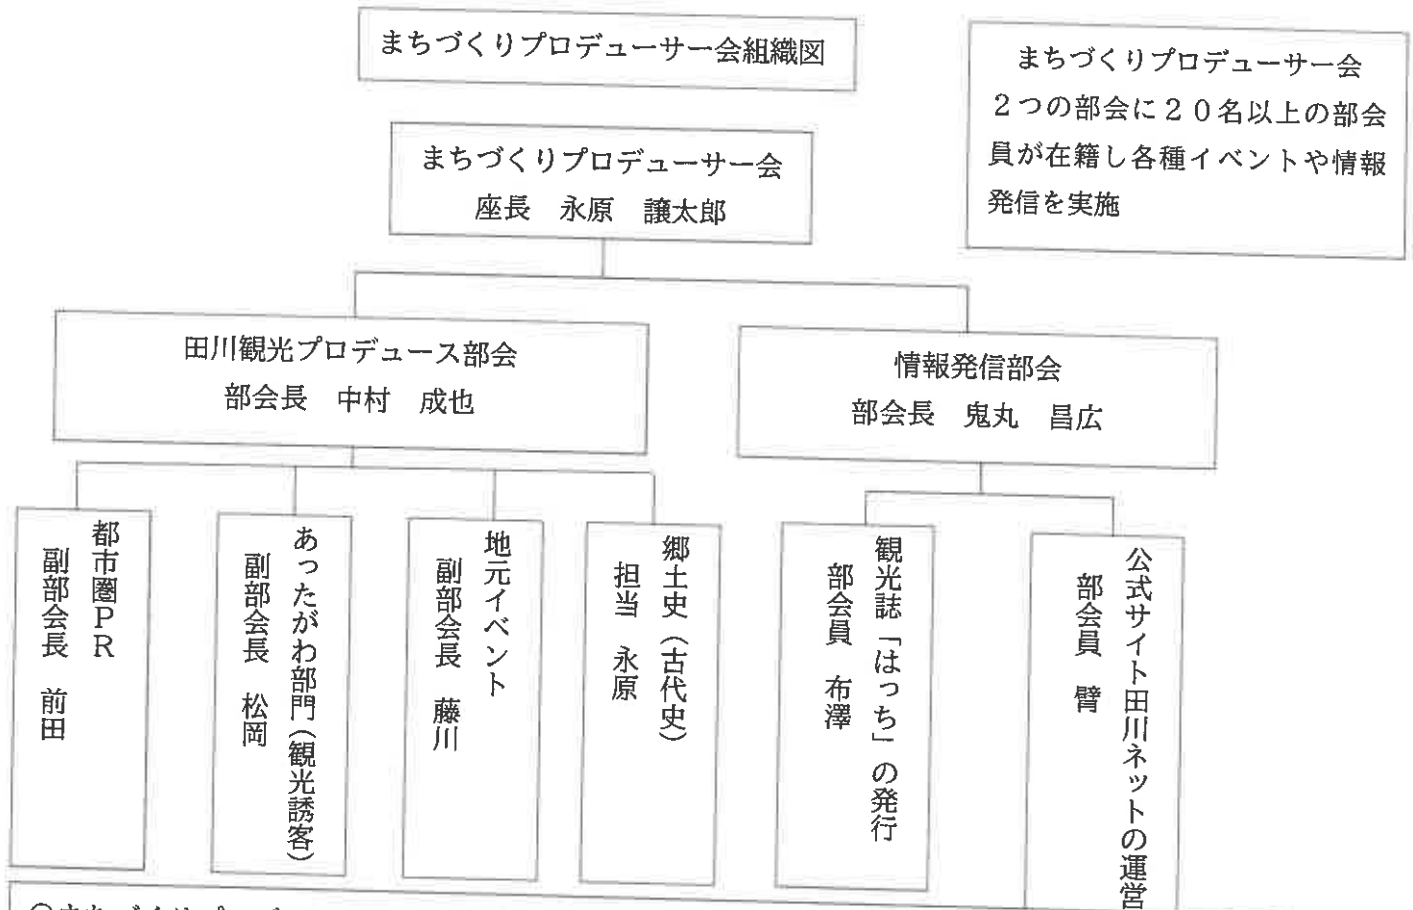 まちづくりプロデューサー会組織図
まちづくりプロデューサー会
2つの部会に20名以上の部会
員が在籍し各種イベントや情報
発信を実施
まちづくりプロデューサー会
座長 永原 譲太郎
田川観光プロデュース部会
部会長 中村 成也
情報発信部会
部会長 鬼丸 昌広
都市圏PR
副部会長 前田
あったがわ部門(観光誘客)
副部会長 松岡
地元イベント
副部会長 藤川
郷土史(古代史)
担当 永原
観光誌「はっち」の発行
部会員 布澤
公式サイト田川ネットの運営
部会員 臂